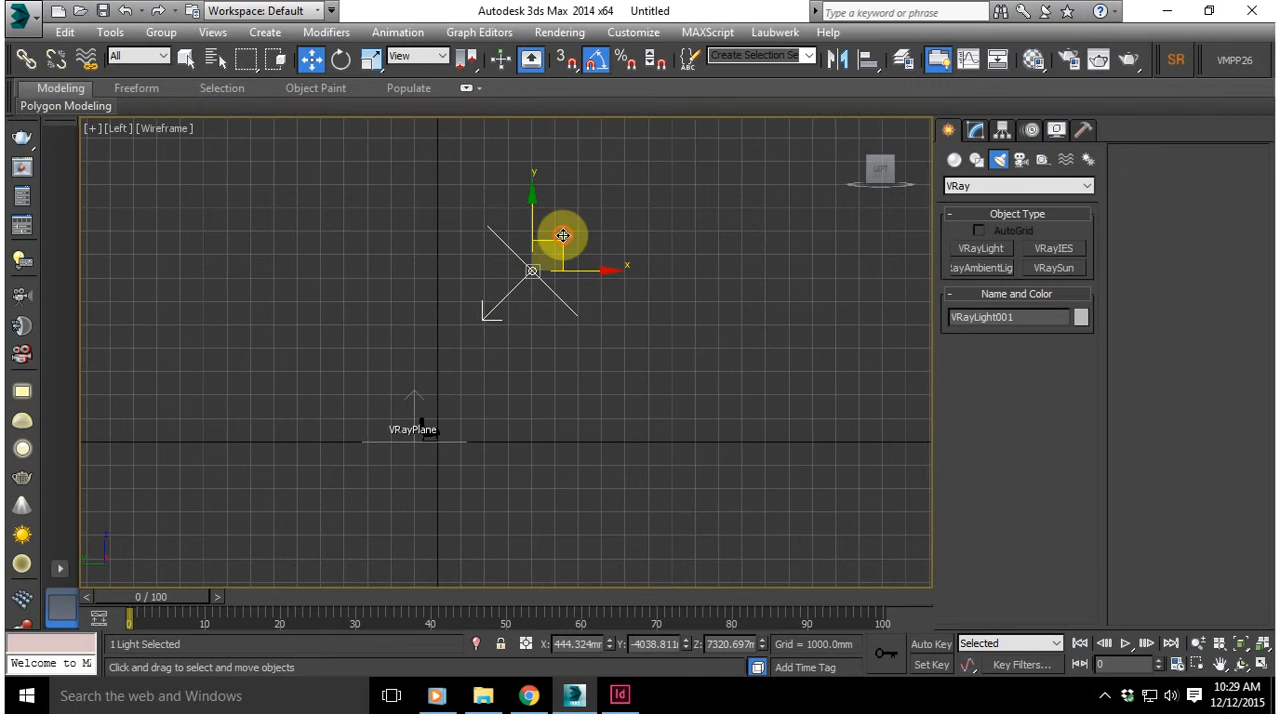 Workspace: Default
Autodesk 3ds Max 2014 x64 Untitled
Type a keyword or phrase
Edit Tools Group Views Create Modifiers Animation Graph Editors Rendering Customize MAXScript Laubwerk Help
All
View
3
Create Selection Se
SR
VMPP26
Modeling Freeform Selection Object Paint Populate
Polygon Modeling
[+] [Left] [Wireframe]
LEFT
y
x
VRayPlane
z
VRay
- Object Type
AutoGrid
VRayLight VRayIES
ayAmbientLig VRaySun
- Name and Color
VRayLight001
< 0 / 100 >
0 10 20 30 40 50 60 70 80 90 100
1 Light Selected
X: 444.324mr Y: -4038.811 Z: 7320.697m
Grid = 1000.0mm
Auto Key
Selected
Welcome to M
Click and drag to select and move objects
Add Time Tag
Set Key
Key Filters...
0
Search the web and Windows
Id
10:29 AM
12/12/2015